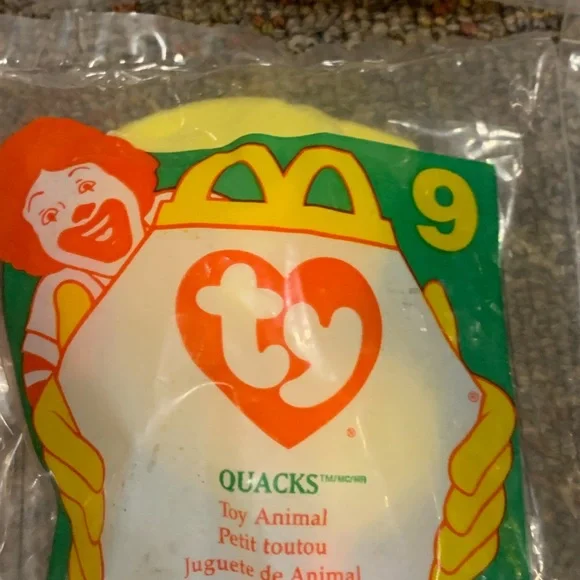 9
ty
®
®
QUACKS™/MC/MR
Toy Animal
Petit toutou
Juguete de Animal